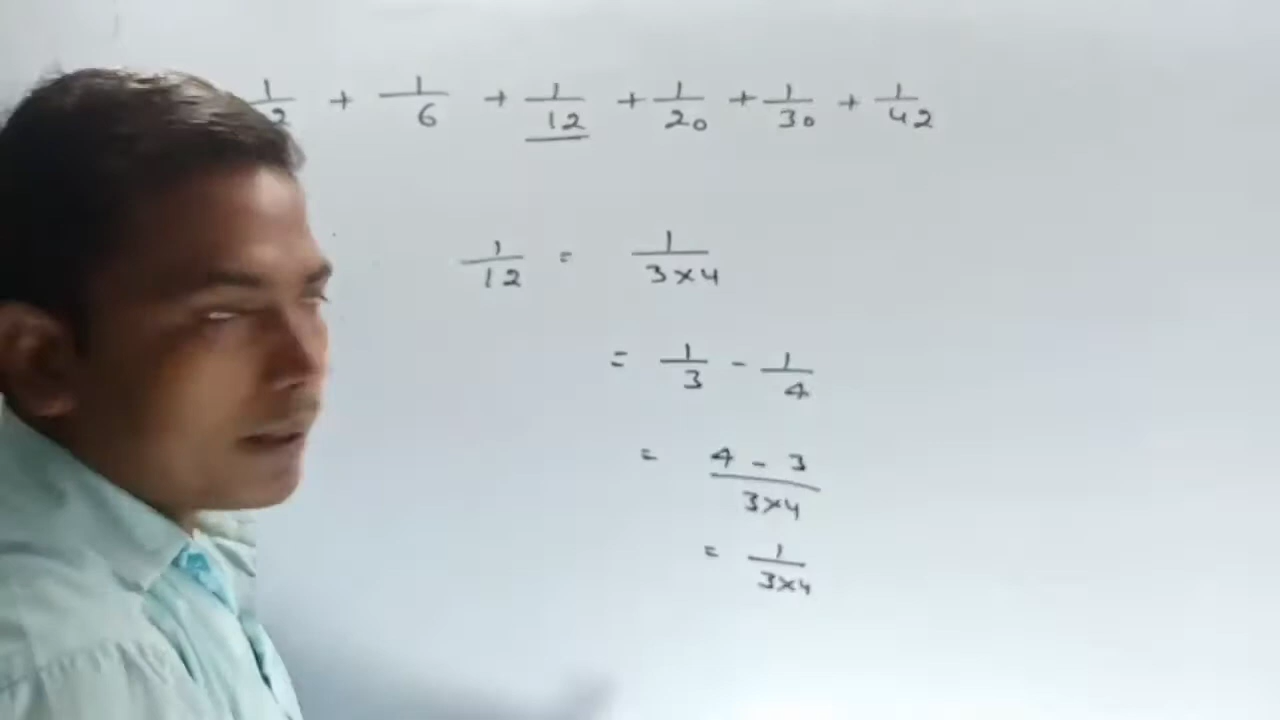 1/2 + 1/6 + 1/12 + 1/20 + 1/30 + 1/42
1/12 = 1/3×4
= 1/3 - 1/4
= 4 - 3/3×4
= 1/3×4